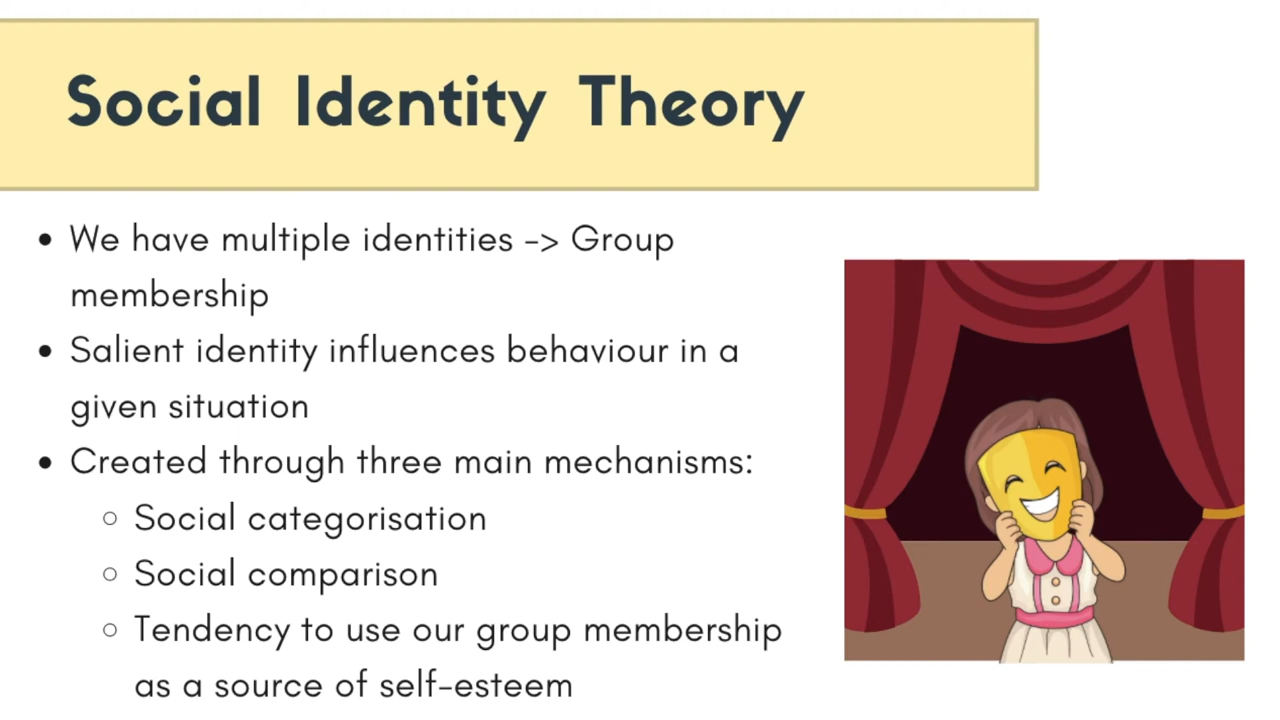 Social Identity Theory
• We have multiple identities -> Group
membership
• Salient identity influences behaviour in a
given situation
• Created through three main mechanisms:
○ Social categorisation
○ Social comparison
○ Tendency to use our group membership
as a source of self-esteem